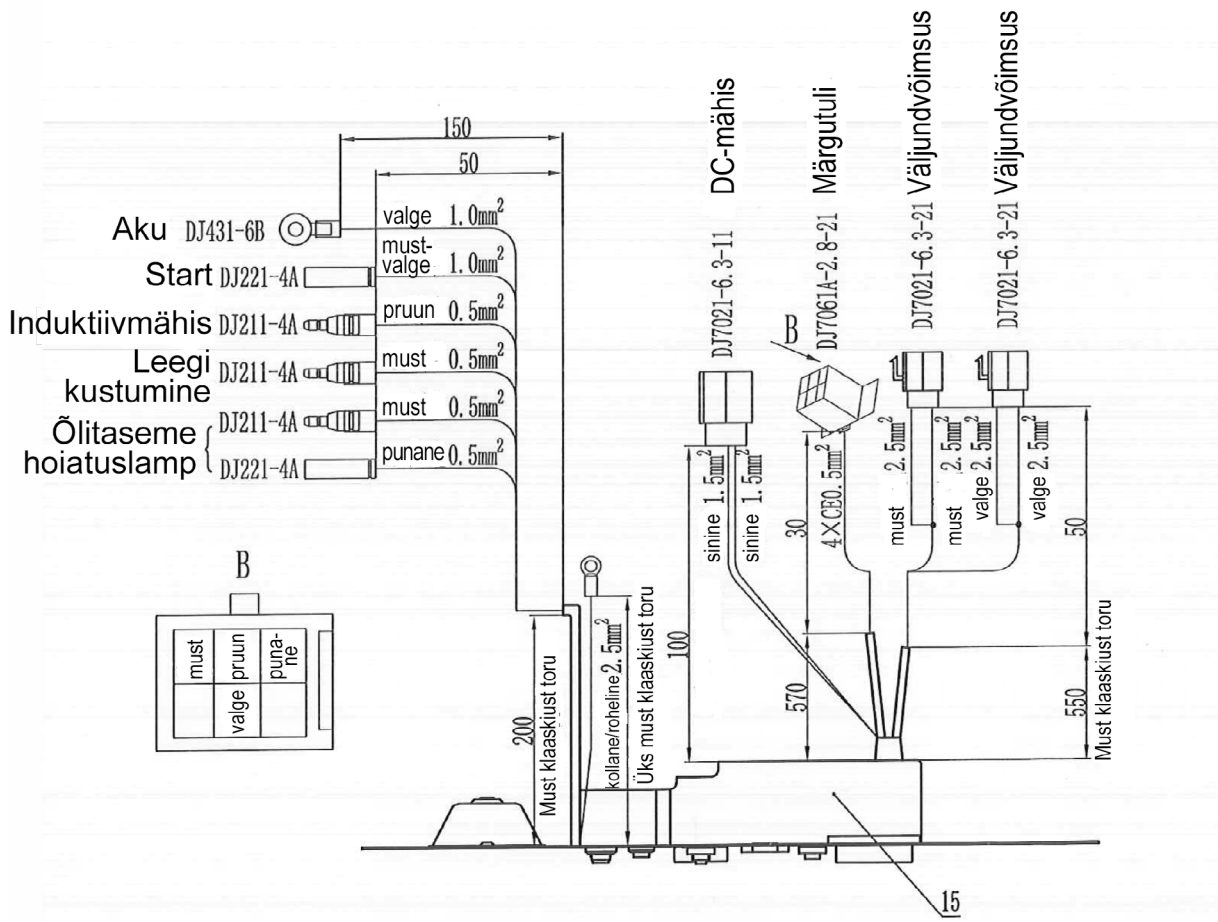 150
50
Aku DJ431-6B valge 1.0mm²
must-
valge 1.0mm²
Start DJ221-4A
Induktiivmähis DJ211-4A pruun 0.5mm²
Leegi
kustumine DJ211-4A must 0.5mm²
DJ211-4A must 0.5mm²
Õlitaseme
hoiatuslamp DJ221-4A punane 0.5mm²
DC-mähis
DJ7021-6.3-11
Märgutuli
DJ7061A-2.8-21
Väljundvõimsus
DJ7021-6.3-21
Väljundvõimsus
DJ7021-6.3-21
B
sinine 1.5mm²
sinine 1.5mm²
4×CE0.5mm²
must 2.5mm²
must 2.5mm²
valge 2.5mm²
valge 2.5mm²
100
30
570
50
550
Must klaaskiust toru
B
must
pruun
puna-
ne
valge
200
Must klaaskiust toru
kollane/roheline 2.5mm²
Üks must klaaskiust toru
15